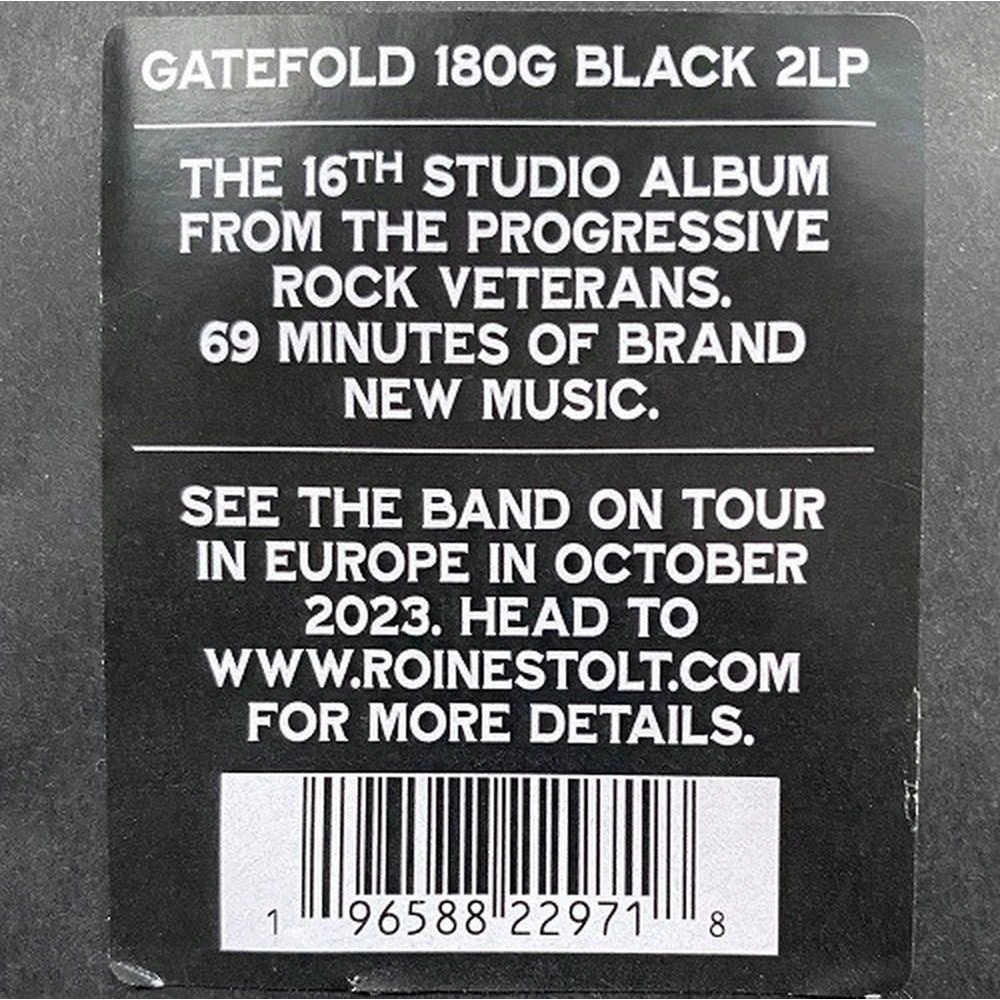 GATEFOLD 180G BLACK 2LP
THE 16TH STUDIO ALBUM
FROM THE PROGRESSIVE
ROCK VETERANS.
69 MINUTES OF BRAND
NEW MUSIC.
SEE THE BAND ON TOUR
IN EUROPE IN OCTOBER
2023. HEAD TO
WWW.ROINESTOLT.COM
FOR MORE DETAILS.
1 96588 22971 8